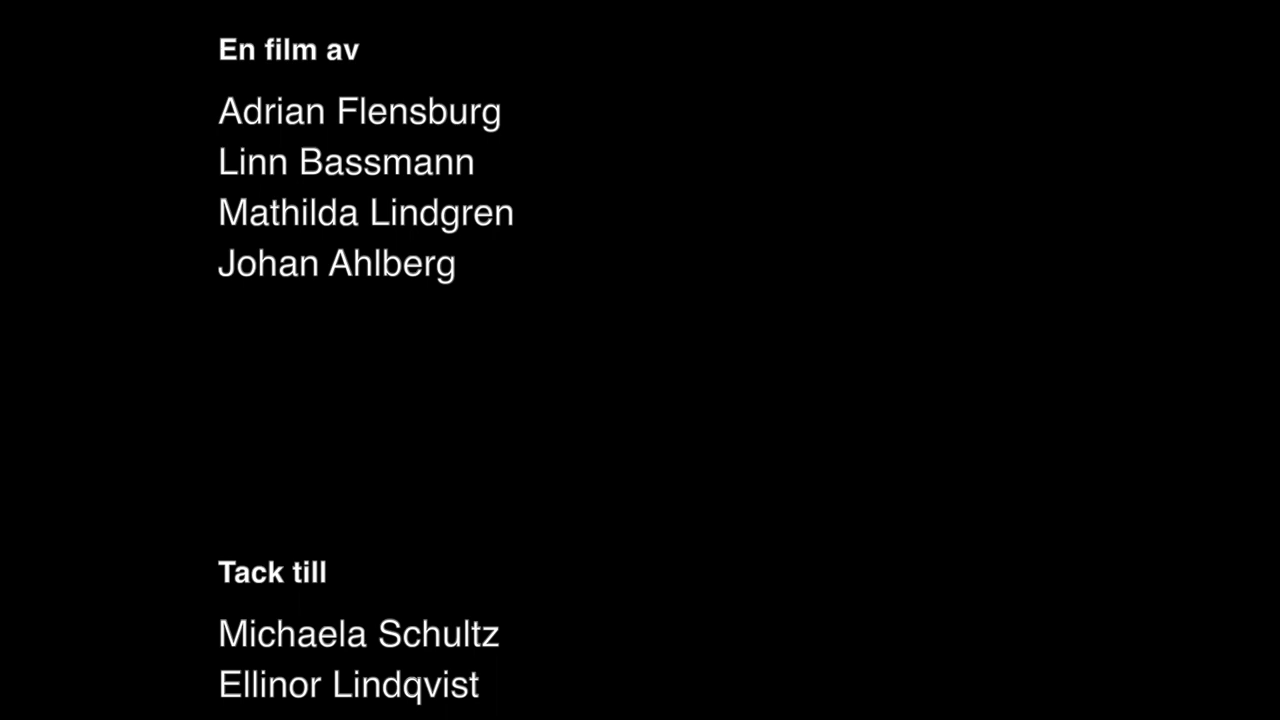 En film av
Adrian Flensburg
Linn Bassmann
Mathilda Lindgren
Johan Ahlberg
Tack till
Michaela Schultz
Ellinor Lindqvist